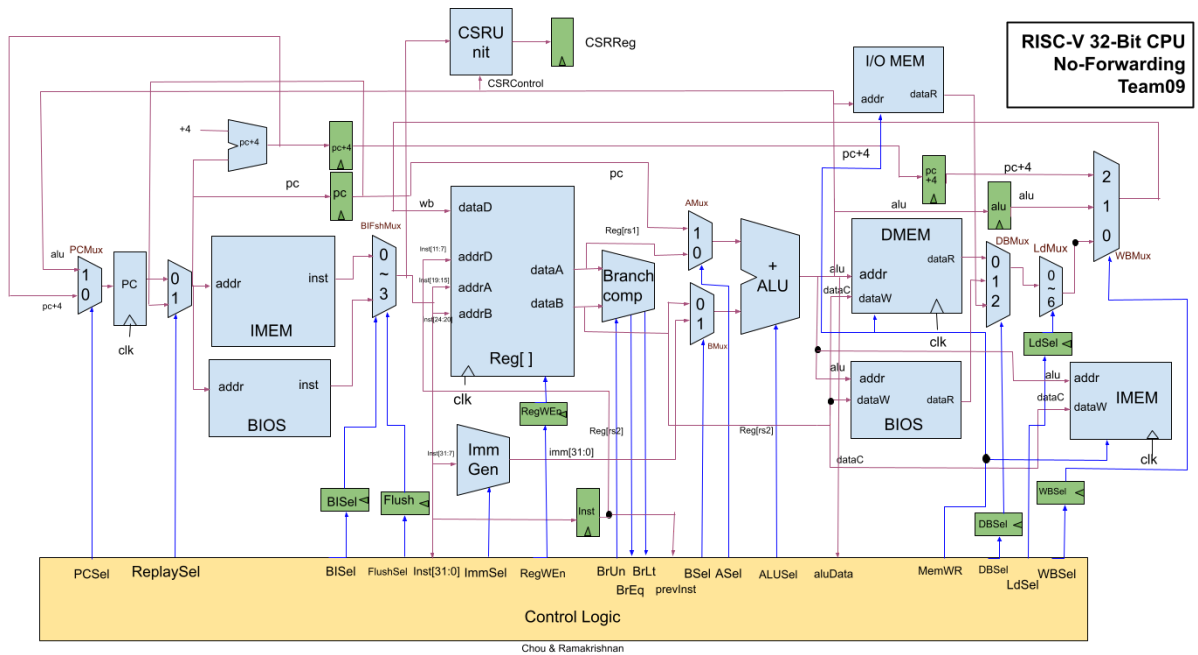 RISC-V 32-Bit CPU
No-Forwarding
Team09
CSRU
nit
CSRReg
CSRControl
I/O MEM
addr
dataR
+4
pc+4
pc+4
pc+4
pc
+4
pc+4
pc
pc
pc
wb
BIFshMux
PCMux
alu
1
0
pc+4
PC
clk
0
1
addr
inst
IMEM
addr
inst
BIOS
0
~
3
Inst[11:7]
Inst[19:15]
Inst[24:20]
dataD
addrD
addrA
addrB
dataA
dataB
Reg[ ]
clk
Branch
comp
Reg[rs1]
AMux
1
0
0
1
BMux
+
ALU
alu
dataC
DMEM
addr
dataR
dataW
clk
alu
alu
DBMux
0
1
2
LdMux
0
~
6
2
1
0
WBMux
LdSel
alu
addr
dataW
dataR
BIOS
alu
dataC
addr
dataW
IMEM
clk
RegWEn
Reg[rs2]
Reg[rs2]
dataC
Inst[31:7]
Imm
Gen
imm[31:0]
BISel
Flush
Inst
WBSel
DBSel
PCSel
ReplaySel
BISel
FlushSel
Inst[31:0]
ImmSel
RegWEn
BrUn
BrEq
BrLt
prevInst
BSel
ASel
ALUSel
aluData
MemWR
DBSel
LdSel
WBSel
Control Logic
Chou & Ramakrishnan